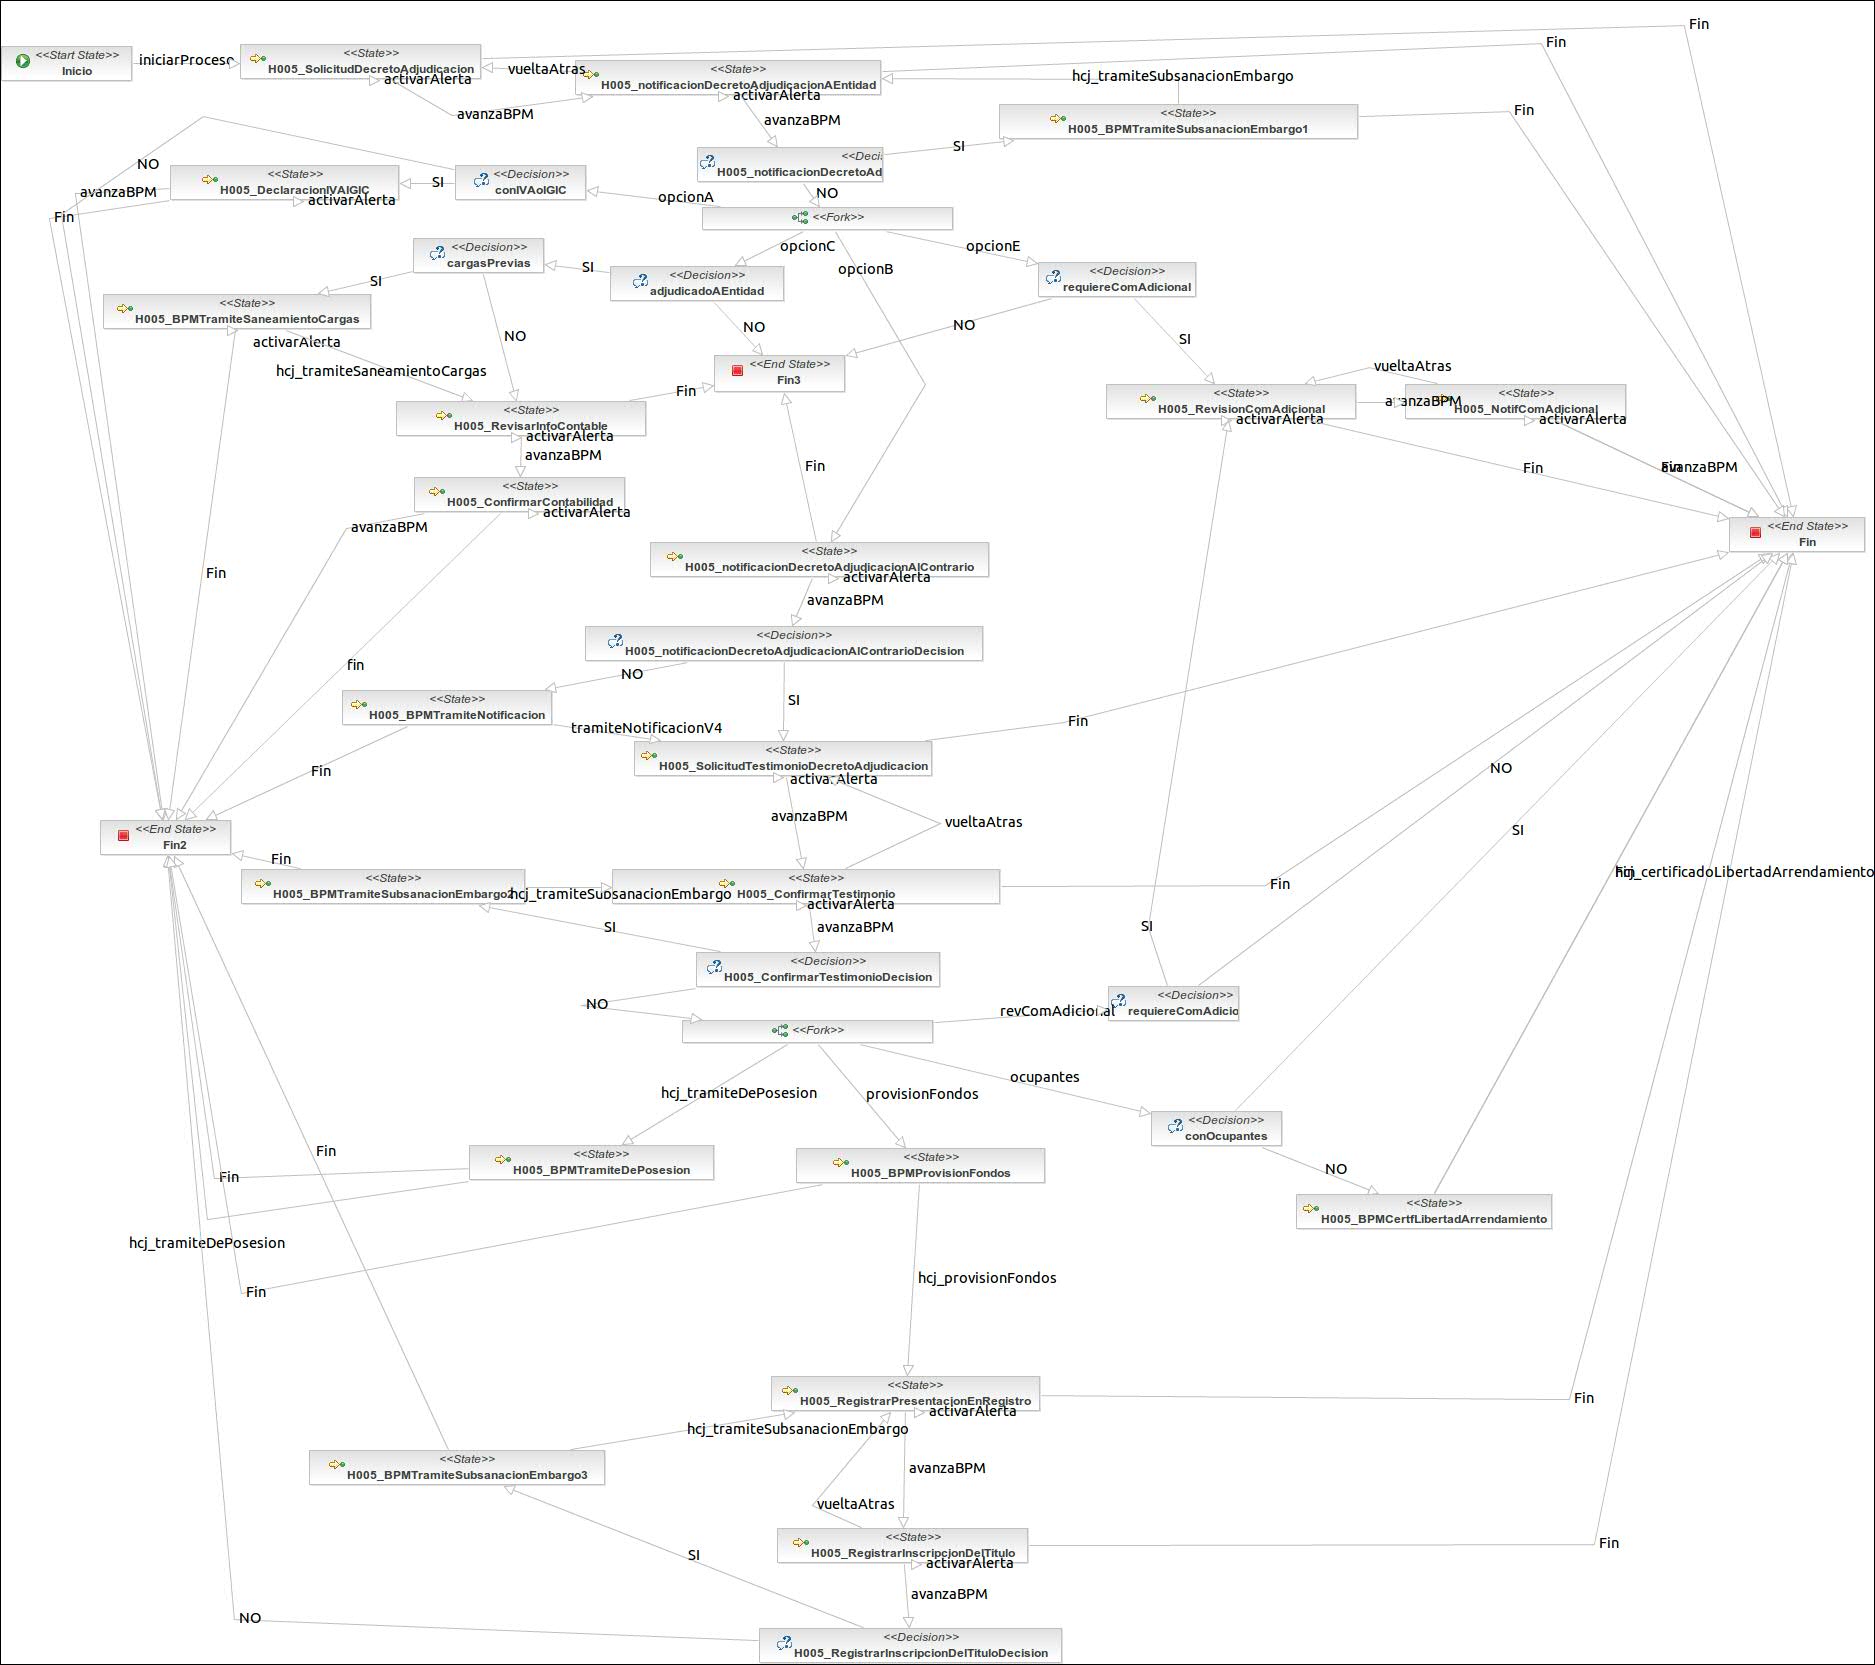 Fin
<<Start State>>
Inicio
iniciarProceso
<<State>>
H005_SolicitudDecretoAdjudicacion
activarAlerta
vueltaAtras
<<State>>
H005_notificacionDecretoAdjudicacionAEntidad
activarAlerta
Fin
hcj_tramiteSubsanacionEmbargo
avanzaBPM
avanzaBPM
<<State>>
H005_BPMTramiteSubsanacionEmbargo1
Fin
SI
<<Deci
H005_notificacionDecretoAd
NO
NO
<<State>>
H005_DeclaracionIVAIGIC
activarAlerta
avanzaBPM
Fin
SI
<<Decision>>
conIVAoIGIC
opcionA
<<Fork>>
opcionC
opcionB
opcionE
<<Decision>>
cargasPrevias
SI
<<Decision>>
adjudicadoAEntidad
<<Decision>>
requiereComAdicional
SI
<<State>>
H005_BPMTramiteSaneamientoCargas
activarAlerta
NO
NO
NO
SI
hcj_tramiteSaneamientoCargas
<<End State>>
Fin3
Fin
vueltaAtras
<<State>>
H005_RevisionComAdicional
activarAlerta
avanzaBPM
<<State>>
H005_NotifComAdjcional
activarAlerta
<<State>>
H005_RevisarInfoContable
activarAlerta
avanzaBPM
Fin
Fin
Fin
avanzaBPM
<<State>>
H005_ConfirmarContabilidad
activarAlerta
avanzaBPM
<<End State>>
Fin
<<State>>
H005_notificacionDecretoAdjudicacionAlContrario
activarAlerta
Fin
avanzaBPM
<<Decision>>
H005_notificacionDecretoAdjudicacionAlContrarioDecision
fin
NO
SI
<<State>>
H005_BPMTramiteNotificacion
tramiteNotificacionV4
Fin
<<State>>
H005_SolicitudTestimonioDecretoAdjudicacion
activarAlerta
Fin
NO
avanzaBPM
vueltaAtras
SI
<<End State>>
Fin2
Fin
<<State>>
H005_BPMTramiteSubsanacionEmbargo2
hcj_tramiteSubsanacionEmbargo
<<State>>
H005_ConfirmarTestimonio
activarAlerta
Fin
Fin
hcj_certificadoLibertadArrendamiento
SI
avanzaBPM
SI
<<Decision>>
H005_ConfirmarTestimonioDecision
NO
<<Fork>>
revComAdicional
<<Decision>>
requiereComAdicio
hcj_tramiteDePosesion
provisionFondos
ocupantes
<<Decision>>
conOcupantes
Fin
<<State>>
H005_BPMTramiteDePosesion
<<State>>
H005_BPMProvisionFondos
NO
Fin
<<State>>
H005_BPMCertfLibertadArrendamiento
hcj_tramiteDePosesion
Fin
hcj_provisionFondos
<<State>>
H005_RegistrarPresentacionEnRegistro
activarAlerta
Fin
hcj_tramiteSubsanacionEmbargo
<<State>>
H005_BPMTramiteSubsanacionEmbargo3
avanzaBPM
vueltaAtras
<<State>>
H005_RegistrarInscripcionDelTitulo
activarAlerta
Fin
SI
avanzaBPM
NO
<<Decision>>
H005_RegistrarInscripcionDelTituloDecision